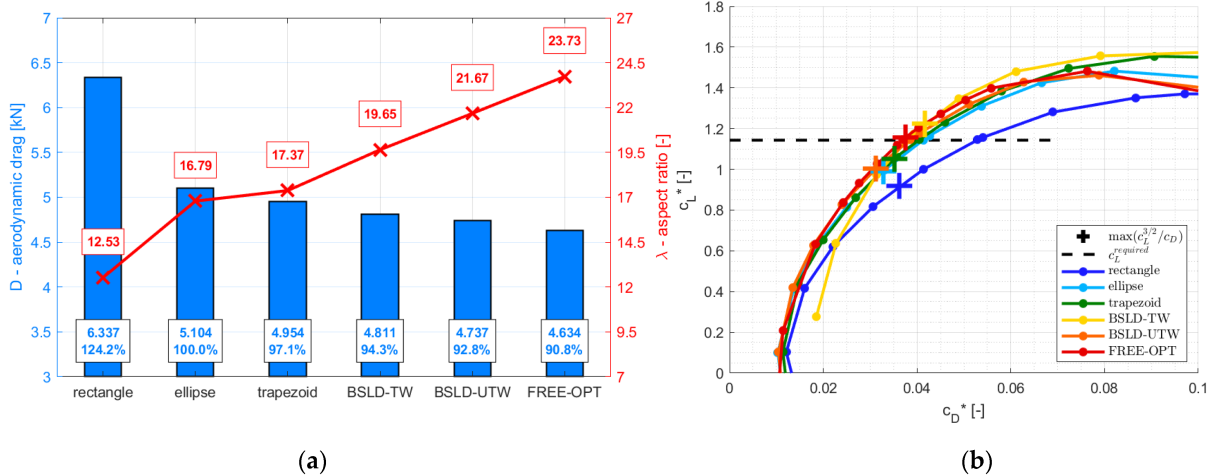 7
6.5
6
5.5
5
4.5
4
3.5
3
D - aerodynamic drag [kN]
12.53
16.79
17.37
19.65
21.67
23.73
6.337
124.2%
5.104
100.0%
4.954
97.1%
4.811
94.3%
4.737
92.8%
4.634
90.8%
rectangle
ellipse
trapezoid
BSLD-TW
BSLD-UTW
FREE-OPT
27
24.5
22
19.5
17
14.5
12
9.5
7
λ - aspect ratio [-]
(a)
1.8
1.6
1.4
1.2
1
0.8
0.6
0.4
0.2
0
c_L* [-]
max(c_L^{3/2}/c_D)
c_L^{required}
rectangle
ellipse
trapezoid
BSLD-TW
BSLD-UTW
FREE-OPT
0
0.02
0.04
0.06
0.08
0.1
c_D* [-]
(b)